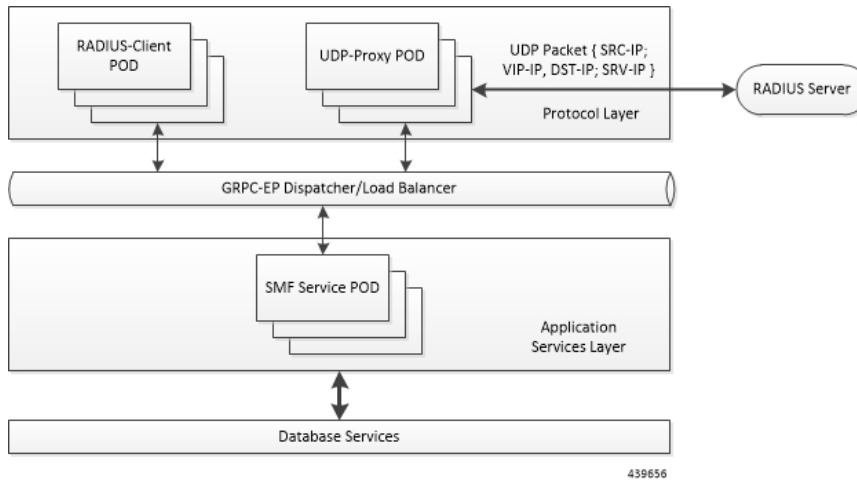 RADIUS-Client
POD
UDP-Proxy POD
UDP Packet { SRC-IP;
VIP-IP, DST-IP; SRV-IP }
RADIUS Server
Protocol Layer
GRPC-EP Dispatcher/Load Balancer
SMF Service POD
Application
Services Layer
Database Services
439656